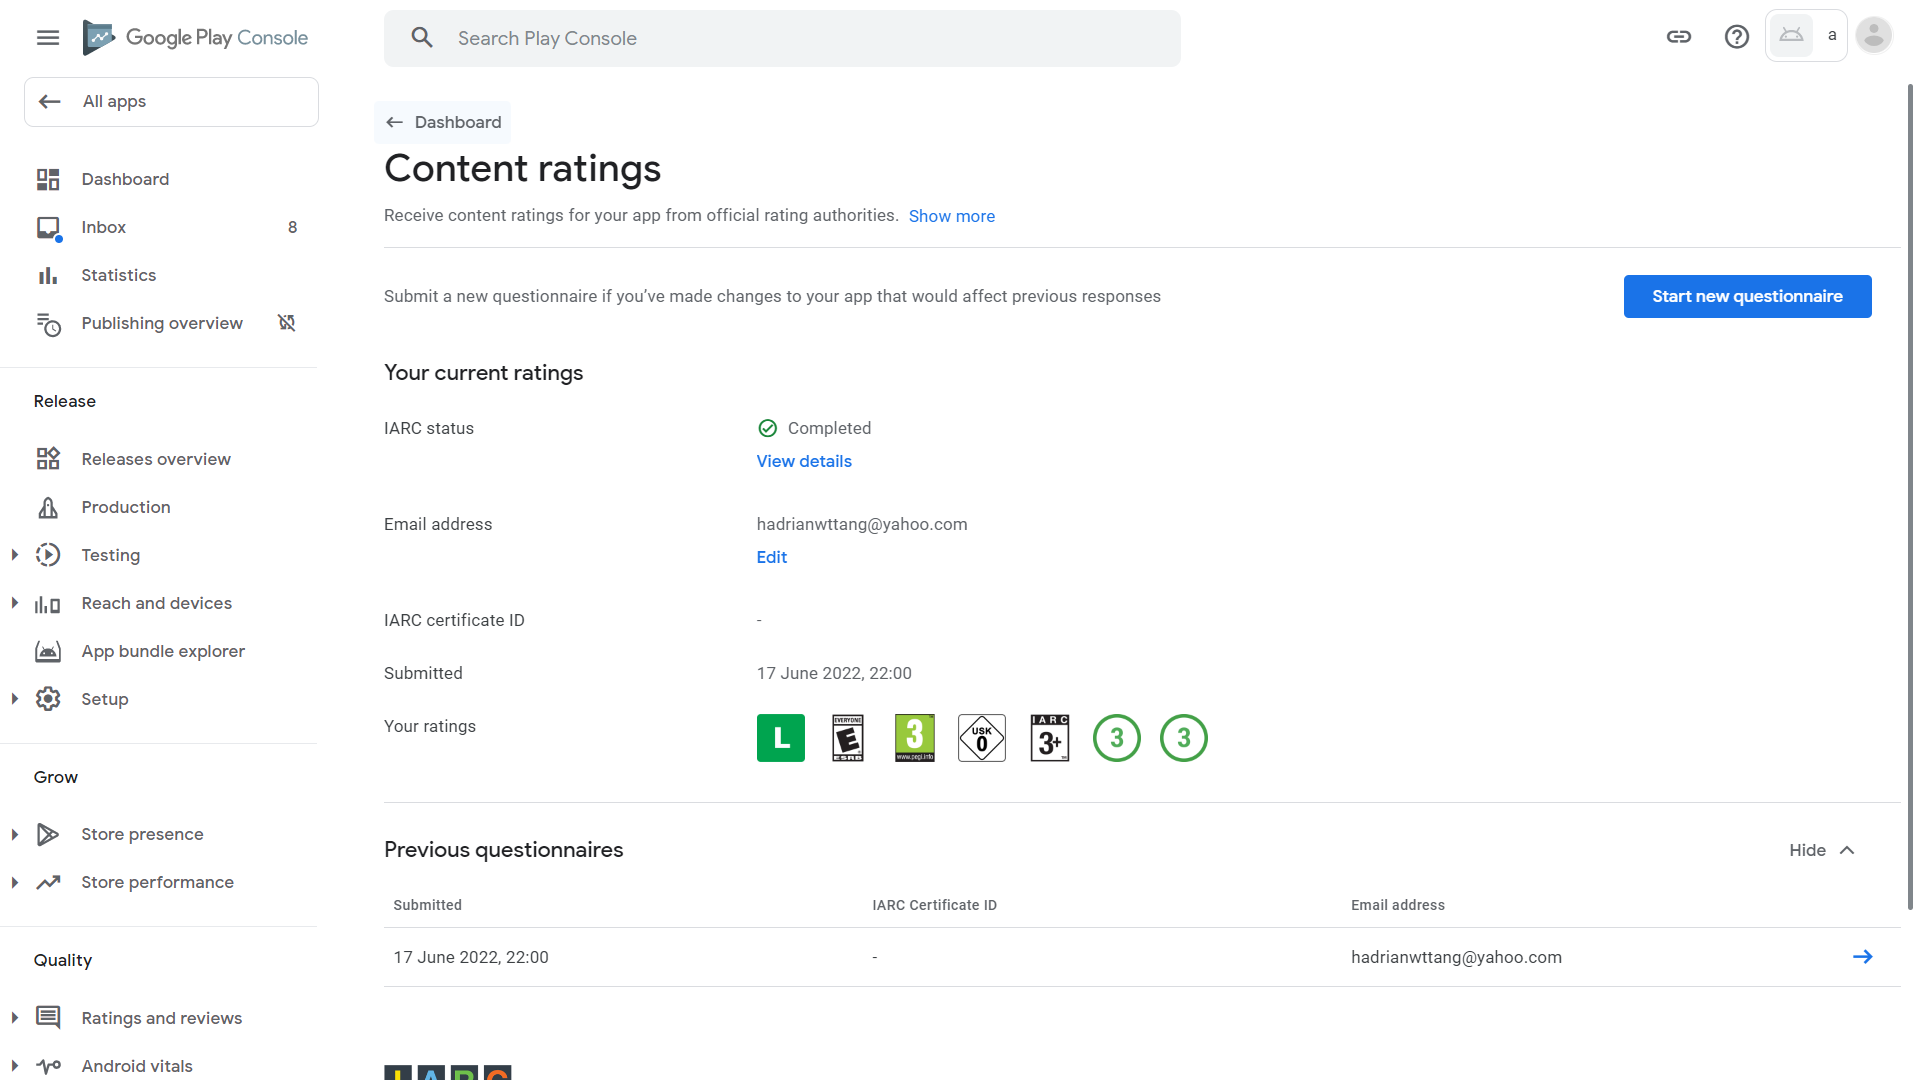 Google Play Console
Search Play Console
a
All apps
Dashboard
Inbox 8
Statistics
Publishing overview
Release
Releases overview
Production
Testing
Reach and devices
App bundle explorer
Setup
Grow
Store presence
Store performance
Quality
Ratings and reviews
Android vitals
Dashboard
Content ratings
Receive content ratings for your app from official rating authorities. Show more
Submit a new questionnaire if you’ve made changes to your app that would affect previous responses
Start new questionnaire
Your current ratings
IARC status Completed
View details
Email address hadrianwttang@yahoo.com
Edit
IARC certificate ID -
Submitted 17 June 2022, 22:00
Your ratings
L
EVERYONE
E
ESRB
3
www.pegi.info
USK
0
IARC
3+
3
3
Previous questionnaires Hide
Submitted IARC Certificate ID Email address
17 June 2022, 22:00 - hadrianwttang@yahoo.com
IARC